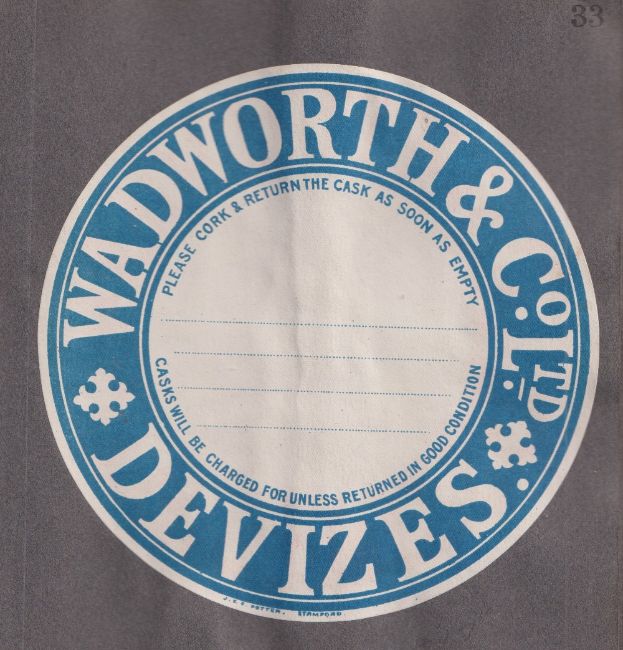 33
WADWORTH & Co. LTD
PLEASE CORK & RETURN THE CASK AS SOON AS EMPTY
CASKS WILL BE CHARGED FOR UNLESS RETURNED IN GOOD CONDITION
DEVIZES.
POTTER, STAMFORD.